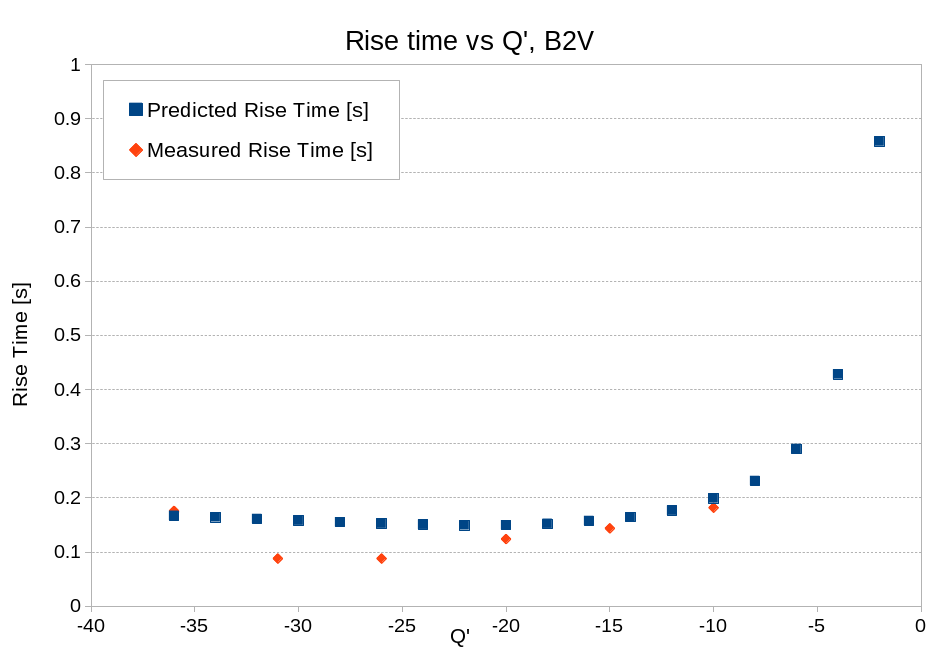 Rise time vs Q', B2V
Predicted Rise Time [s]
Measured Rise Time [s]
Rise Time [s]
1
0.9
0.8
0.7
0.6
0.5
0.4
0.3
0.2
0.1
0
-40 -35 -30 -25 -20 -15 -10 -5 0
Q'